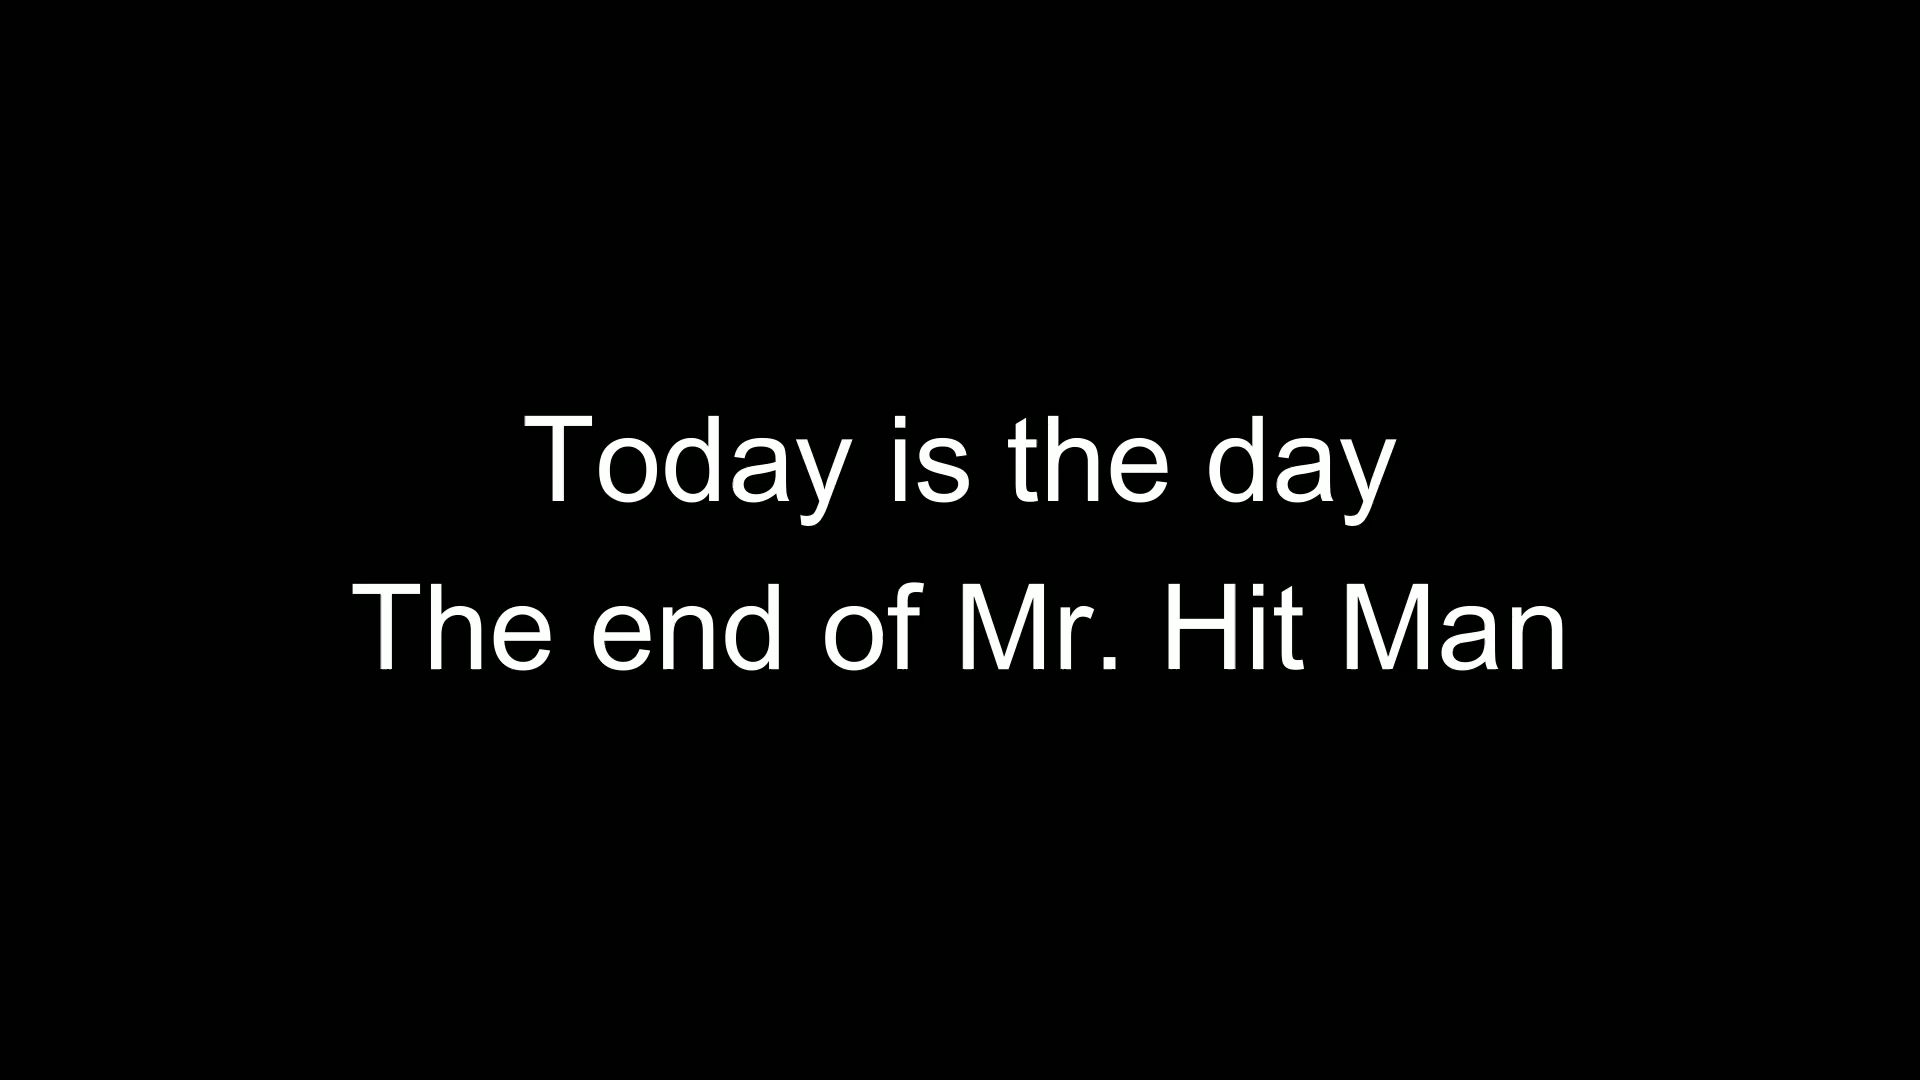 Today is the day
The end of Mr. Hit Man